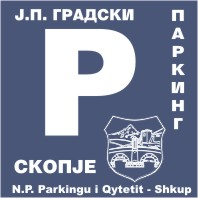 Ј.П. ГРАДСКИ
ПАРКИНГ
P
СКОПЈЕ
N.P. Parkingu i Qytetit - Shkup